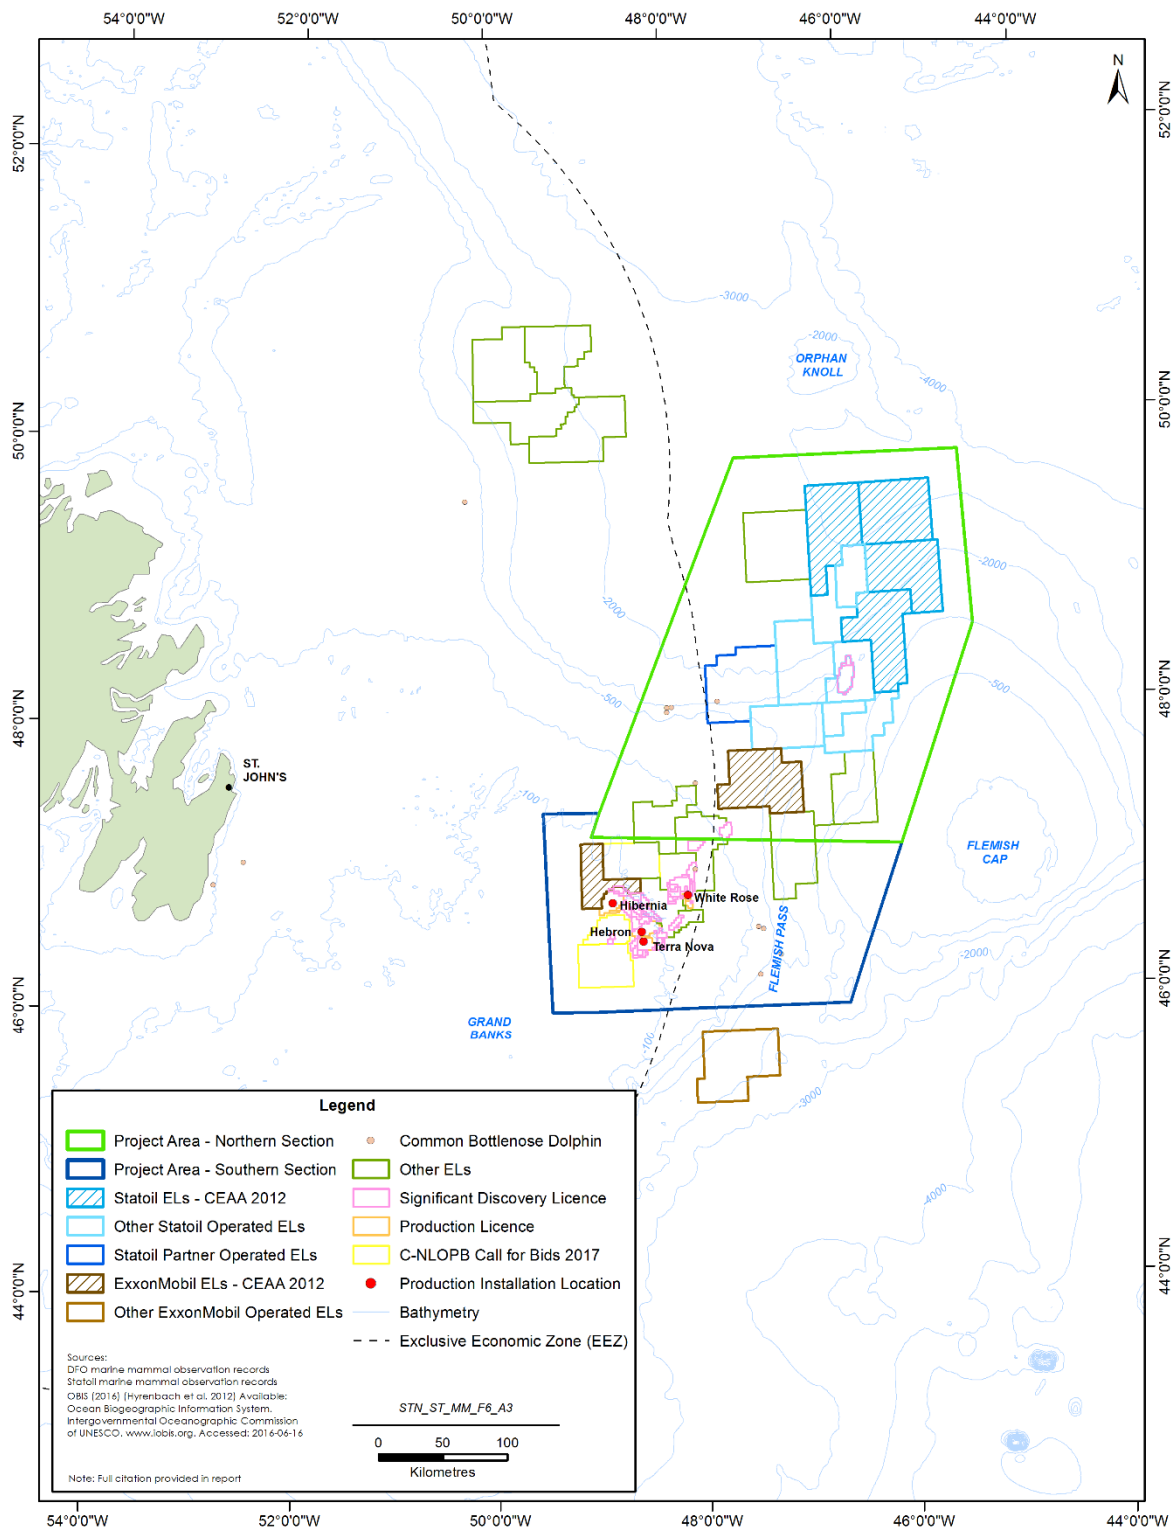 54°0'0"W
52°0'0"W
50°0'0"W
48°0'0"W
46°0'0"W
44°0'0"W
N
52°0'0"N
52°0'0"N
-3000
-2000
ORPHAN
KNOLL
-4000
50°0'0"N
50°0'0"N
-2000
-2000
-500
-500
48°0'0"N
48°0'0"N
ST.
JOHN'S
-100
FLEMISH
CAP
White Rose
Hibernia
Hebron
Terra Nova
FLEMISH PASS
-2000
46°0'0"N
46°0'0"N
GRAND
BANKS
-100
-3000
-4000
44°0'0"N
44°0'0"N
Legend
Project Area - Northern Section
Project Area - Southern Section
Statoil ELs - CEAA 2012
Other Statoil Operated ELs
Statoil Partner Operated ELs
ExxonMobil ELs - CEAA 2012
Other ExxonMobil Operated ELs
Common Bottlenose Dolphin
Other ELs
Significant Discovery Licence
Production Licence
C-NLOPB Call for Bids 2017
Production Installation Location
Bathymetry
Exclusive Economic Zone (EEZ)
Sources:
DFO marine mammal observation records
Statoil marine mammal observation records
OBIS (2016) (Hyrenbach et al. 2012) Available:
Ocean Biogeographic Information System.
Intergovernmental Oceanographic Commission
of UNESCO. www.iobis.org. Accessed: 2016-06-16
Note: Full citation provided in report
STN_ST_MM_F6_A3
0 50 100
Kilometres
54°0'0"W
52°0'0"W
50°0'0"W
48°0'0"W
46°0'0"W
44°0'0"W